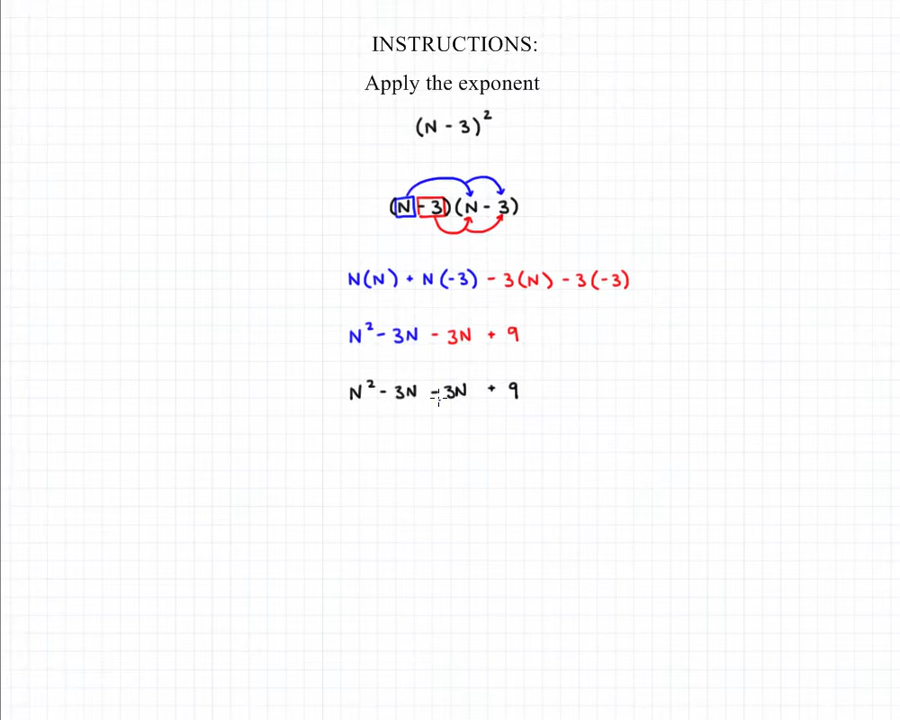 INSTRUCTIONS:
Apply the exponent
(N - 3)²
(N - 3)(N - 3)
N(N) + N(-3) - 3(N) - 3(-3)
N² - 3N - 3N + 9
N² - 3N - 3N + 9